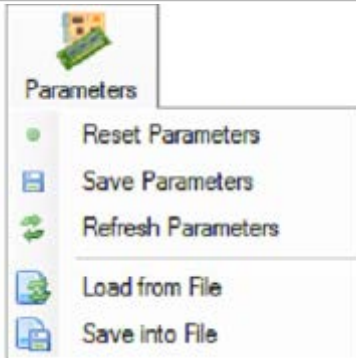 Parameters
Reset Parameters
Save Parameters
Refresh Parameters
Load from File
Save into File